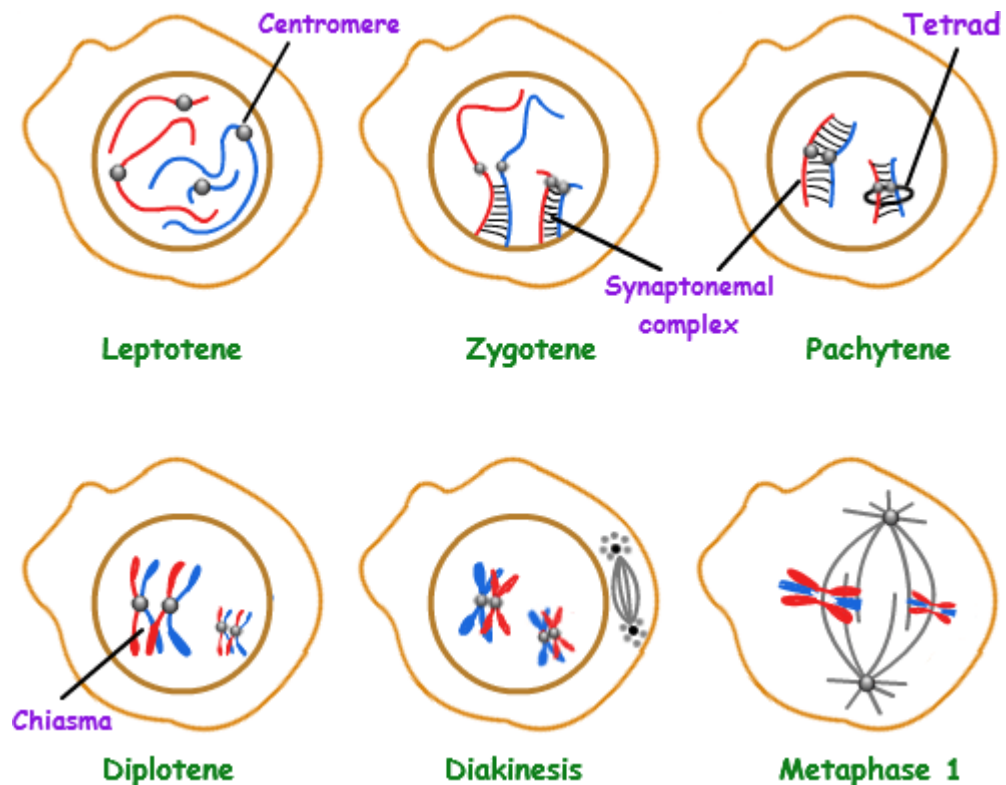 Centromere
Tetrad
Synaptonemal
complex
Leptotene
Zygotene
Pachytene
Chiasma
Diplotene
Diakinesis
Metaphase 1